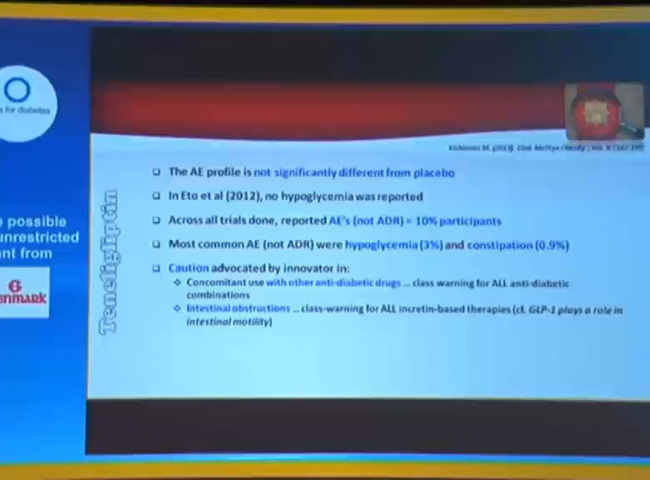 for diabetes
possible
unrestricted
nt from
G
enmark
Teneligliptin
❑ The AE profile is not significantly different from placebo
❑ In Eto et al (2012), no hypoglycemia was reported
❑ Across all trials done, reported AE's (not ADR) = 10% participants
❑ Most common AE (not ADR) were hypoglycemia (3%) and constipation (0.9%)
❑ Caution advocated by innovator in:
❖ Concomitant use with other anti-diabetic drugs ... class warning for ALL anti-diabetic
combinations
❖ Intestinal obstructions ... class-warning for ALL incretin-based therapies (cf. GLP-1 plays a role in
intestinal motility)